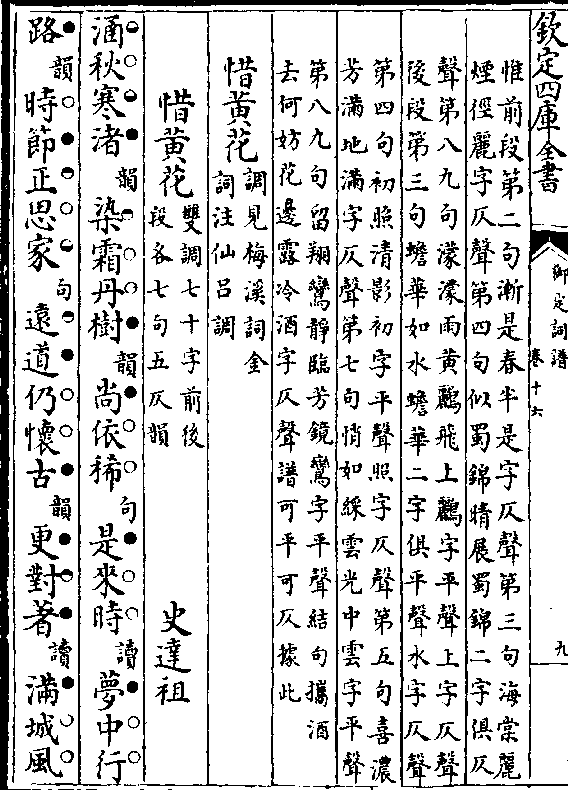 欽定四庫全書
御定詞譜
卷十六
九
惟前段第二句漸是春半是字仄聲第三句海棠麗
煙徑麗字仄聲第四句似蜀錦晴展蜀錦二字俱仄
聲第八九句濛濛雨黄鸝飛上鸝字平聲上字仄聲
後段第三句蟾華如水蟾華二字俱平聲水字仄聲
第四句初照清影初字平聲照字仄聲第五句喜濃
芳滿地滿字仄聲第七句悄如綵雲光中雲字平聲
第八九句留翔鸞静臨芳鏡鸞字平聲結句攜酒
去何妨花邊露冷酒字仄聲譜可平可仄據此
惜黄花調見梅溪詞金
詞注仙吕調
惜黄花雙調七十字前後
段各七句五仄韻
史達祖
涵秋寒渚韻染霜丹樹韻尚依稀句是來時讀夢中行
路韻時節正思家句遠道仍懷古韻更對著讀滿城風